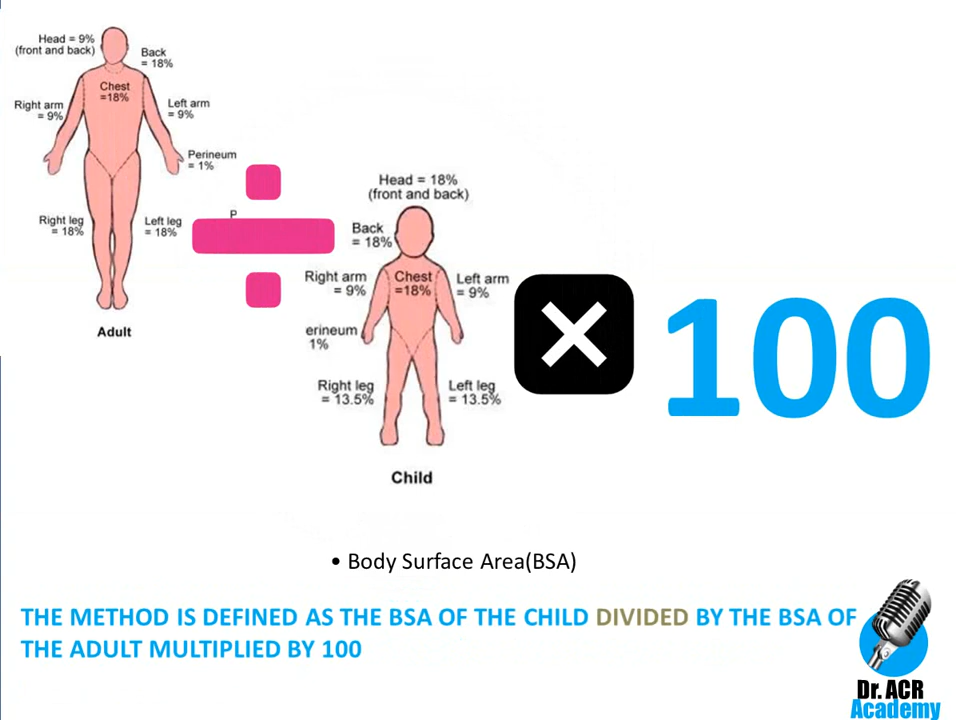 Head = 9%
(front and back)
Back
= 18%
Chest
=18%
Right arm
= 9%
Left arm
= 9%
Perineum
= 1%
Right leg
= 18%
Left leg
= 18%
Adult
P
Head = 18%
(front and back)
Back
= 18%
Right arm
= 9%
Chest
=18%
Left arm
= 9%
erineum
1%
Right leg
= 13.5%
Left leg
= 13.5%
Child
100
• Body Surface Area(BSA)
THE METHOD IS DEFINED AS THE BSA OF THE CHILD DIVIDED BY THE BSA OF
THE ADULT MULTIPLIED BY 100
Dr. ACR
Academy